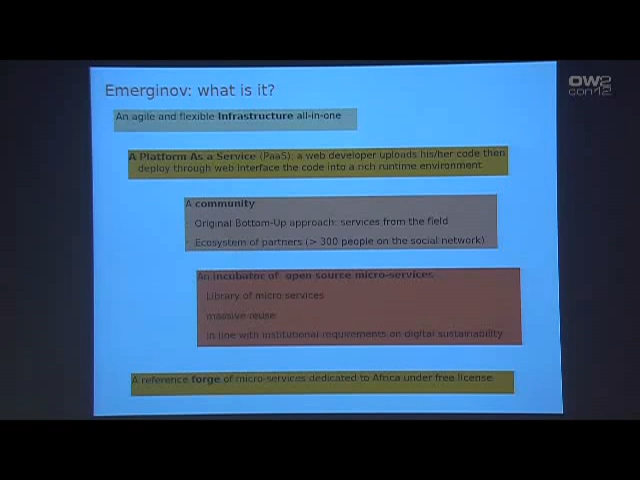 OW2
con12
Emerginov: what is it?
An agile and flexible Infrastructure all-in-one
A Platform As a Service (PaaS): a web developer uploads his/her code then
deploy through web interface the code into a rich runtime environment
A community
Original Bottom-Up approach: services from the field
Ecosystem of partners (> 300 people on the social network)
An incubator of open source micro-services
Library of micro services
massive reuse
in line with institutional requirements on digital sustainability
A reference forge of micro-services dedicated to Africa under free license